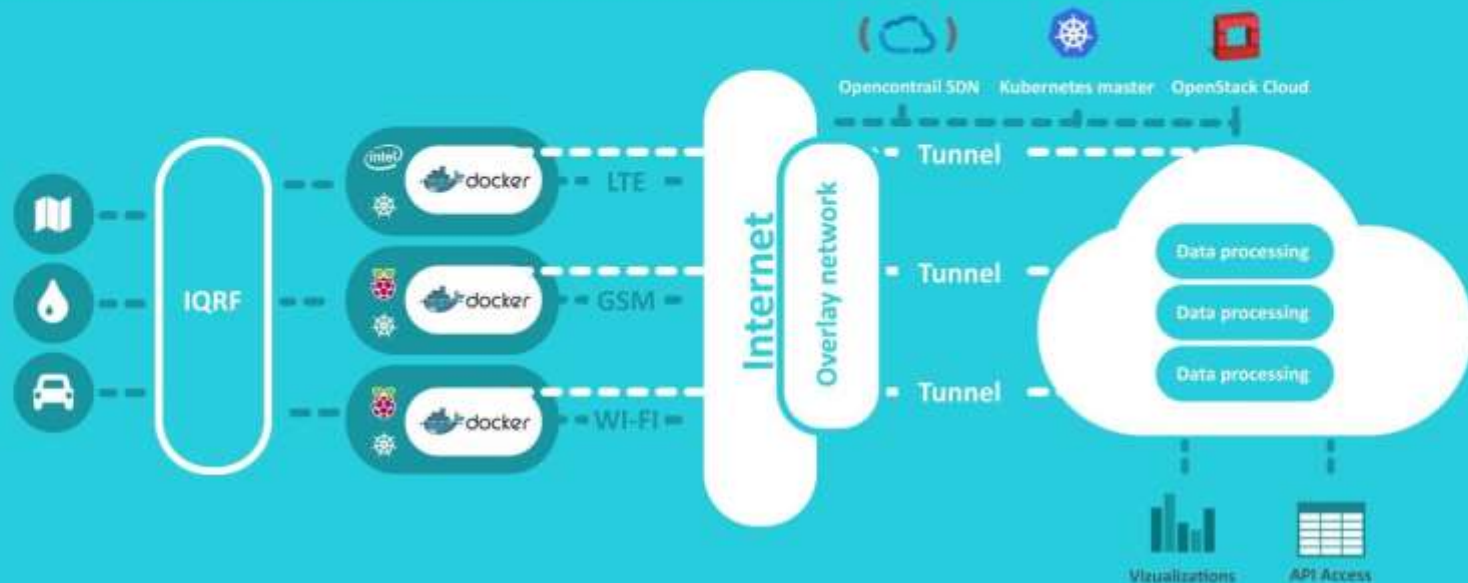 Opencontrail SDN
Kubernetes master
OpenStack Cloud
intel
docker
LTE
Tunnel
IQRF
docker
GSM
Internet
Overlay network
Tunnel
docker
WI-FI
Tunnel
Data processing
Data processing
Data processing
Vizualizations
API Access